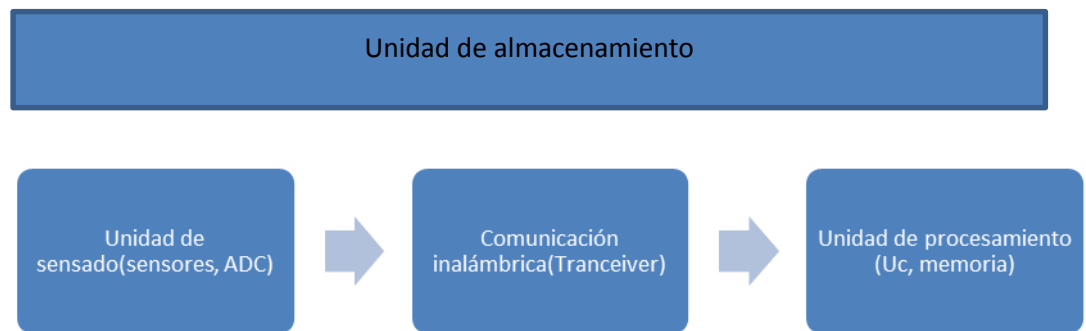 Unidad de almacenamiento
Unidad de
sensado(sensores, ADC)
Comunicación
inalámbrica(Tranceiver)
Unidad de procesamiento
(Uc, memoria)